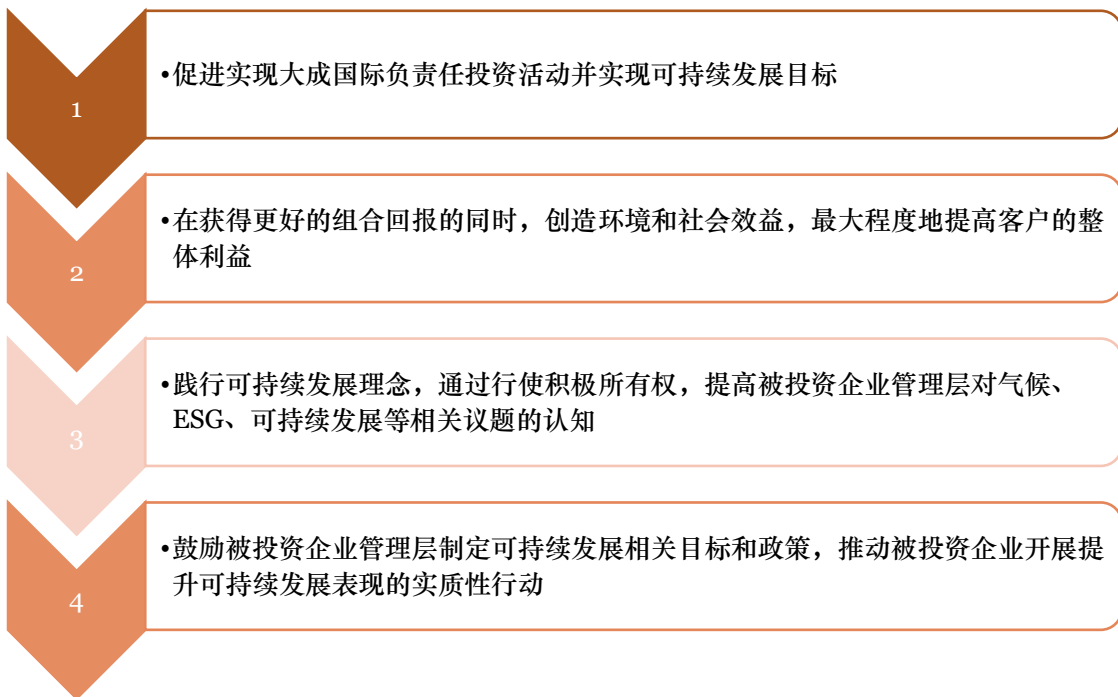 1
•促进实现大成国际负责任投资活动并实现可持续发展目标
2
•在获得更好的组合回报的同时，创造环境和社会效益，最大程度地提高客户的整
体利益
3
•践行可持续发展理念，通过行使积极所有权，提高被投资企业管理层对气候、
ESG、可持续发展等相关议题的认知
4
•鼓励被投资企业管理层制定可持续发展相关目标和政策，推动被投资企业开展提
升可持续发展表现的实质性行动